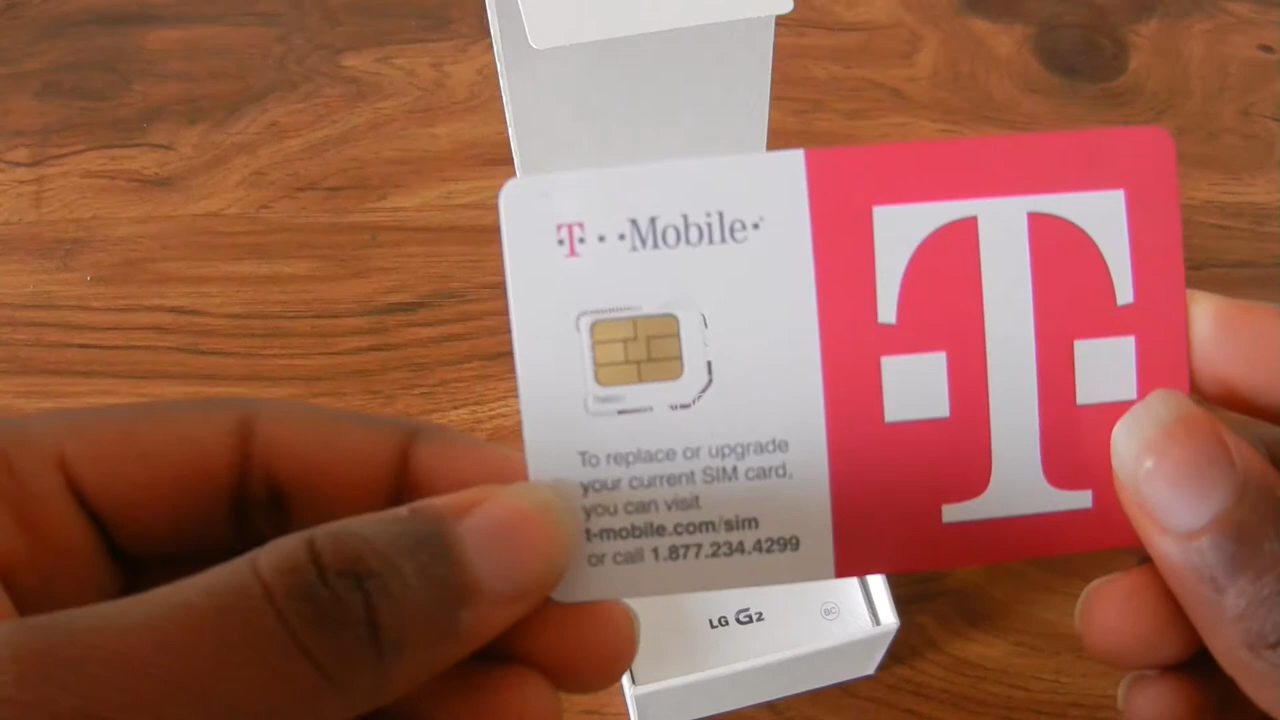 T··Mobile·
To replace or upgrade
your current SIM card,
you can visit
t-mobile.com/sim
or call 1.877.234.4299
T
LG G2
BC